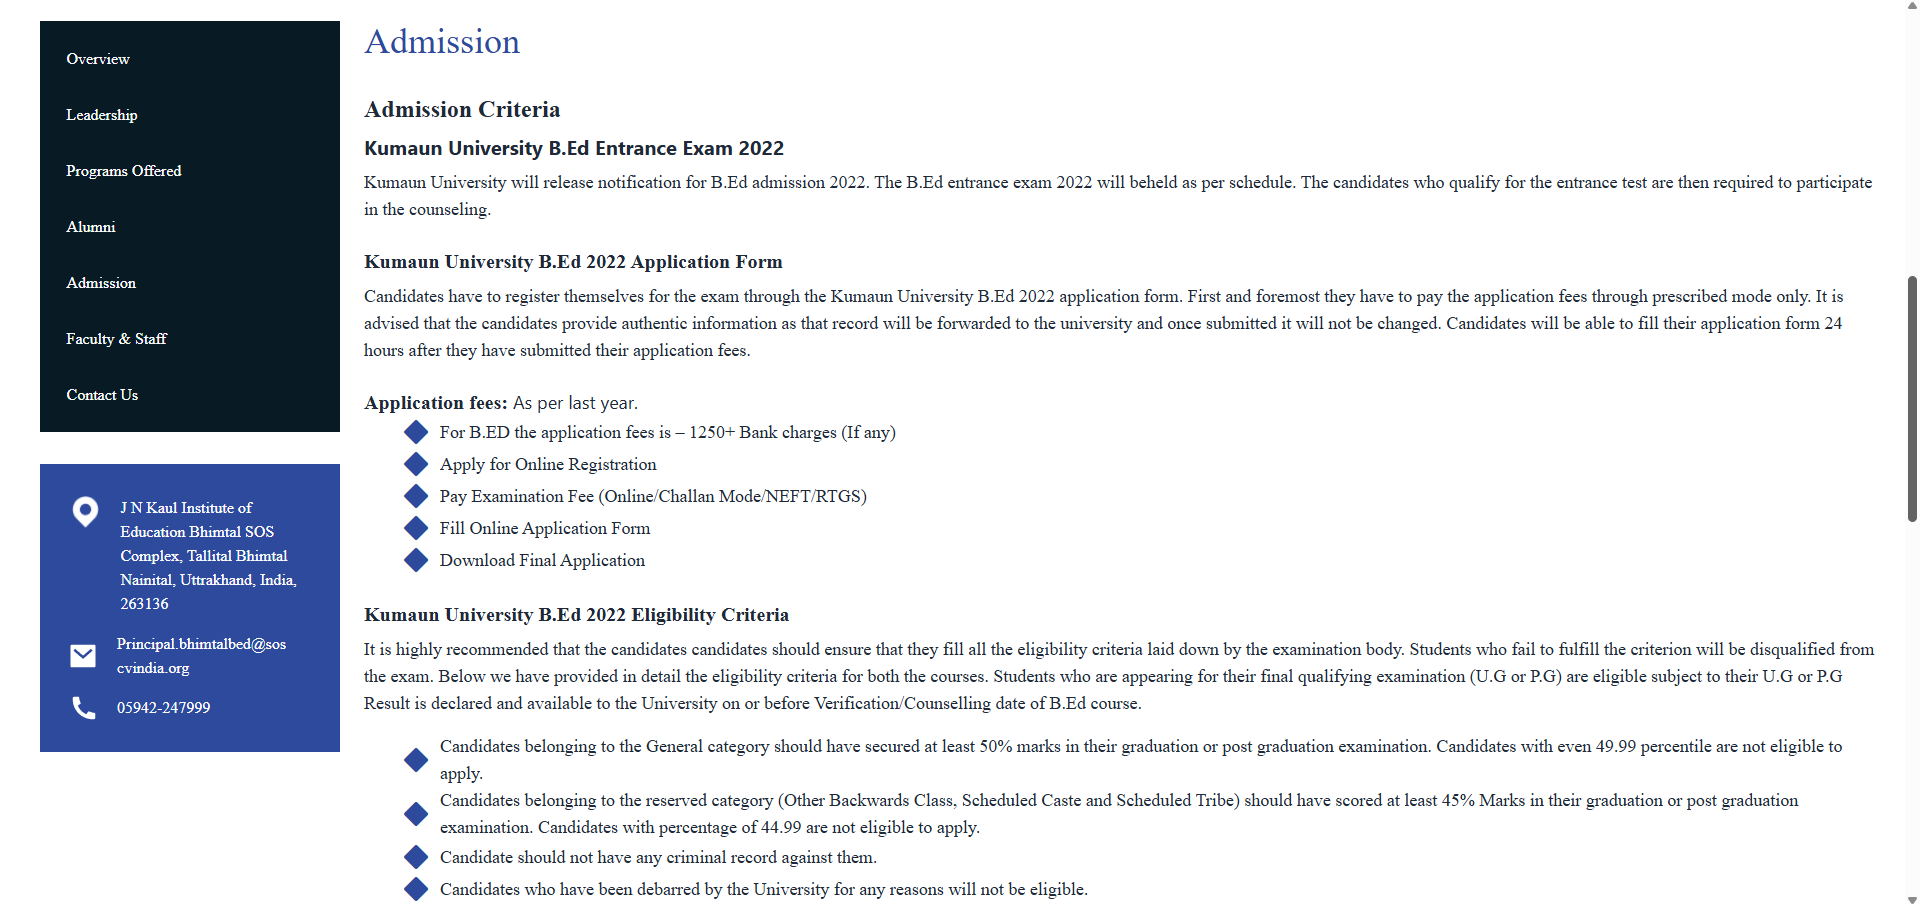 Overview
Leadership
Programs Offered
Alumni
Admission
Faculty & Staff
Contact Us
J N Kaul Institute of
Education Bhimtal SOS
Complex, Tallital Bhimtal
Nainital, Uttrakhand, India,
263136
Principal.bhimtalbed@sos
cvindia.org
05942-247999
Admission
Admission Criteria
Kumaun University B.Ed Entrance Exam 2022
Kumaun University will release notification for B.Ed admission 2022. The B.Ed entrance exam 2022 will beheld as per schedule. The candidates who qualify for the entrance test are then required to participate
in the counseling.
Kumaun University B.Ed 2022 Application Form
Candidates have to register themselves for the exam through the Kumaun University B.Ed 2022 application form. First and foremost they have to pay the application fees through prescribed mode only. It is
advised that the candidates provide authentic information as that record will be forwarded to the university and once submitted it will not be changed. Candidates will be able to fill their application form 24
hours after they have submitted their application fees.
Application fees: As per last year.
For B.ED the application fees is – 1250+ Bank charges (If any)
Apply for Online Registration
Pay Examination Fee (Online/Challan Mode/NEFT/RTGS)
Fill Online Application Form
Download Final Application
Kumaun University B.Ed 2022 Eligibility Criteria
It is highly recommended that the candidates candidates should ensure that they fill all the eligibility criteria laid down by the examination body. Students who fail to fulfill the criterion will be disqualified from
the exam. Below we have provided in detail the eligibility criteria for both the courses. Students who are appearing for their final qualifying examination (U.G or P.G) are eligible subject to their U.G or P.G
Result is declared and available to the University on or before Verification/Counselling date of B.Ed course.
Candidates belonging to the General category should have secured at least 50% marks in their graduation or post graduation examination. Candidates with even 49.99 percentile are not eligible to
apply.
Candidates belonging to the reserved category (Other Backwards Class, Scheduled Caste and Scheduled Tribe) should have scored at least 45% Marks in their graduation or post graduation
examination. Candidates with percentage of 44.99 are not eligible to apply.
Candidate should not have any criminal record against them.
Candidates who have been debarred by the University for any reasons will not be eligible.